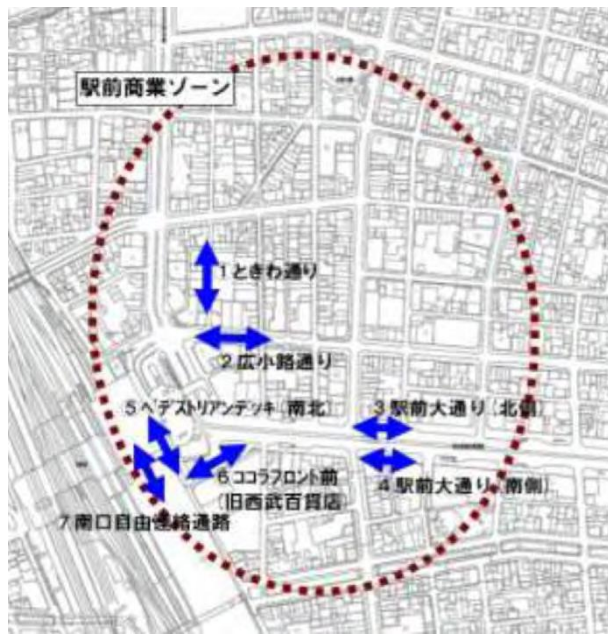 駅前商業ゾーン
1ときわ通り
2広小路通り
5ペデストリアンデッキ(南北)
3駅前大通り(北側)
6ココラフロント前
(旧西武百貨店)
4駅前大通り(南側)
7南口自由連絡通路